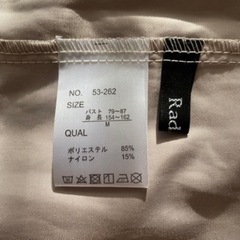 NO. 53-262
SIZE
バスト 79~87
身長 154~162
M
QUAL
ポリエステル 85%
ナイロン 15%
Rad